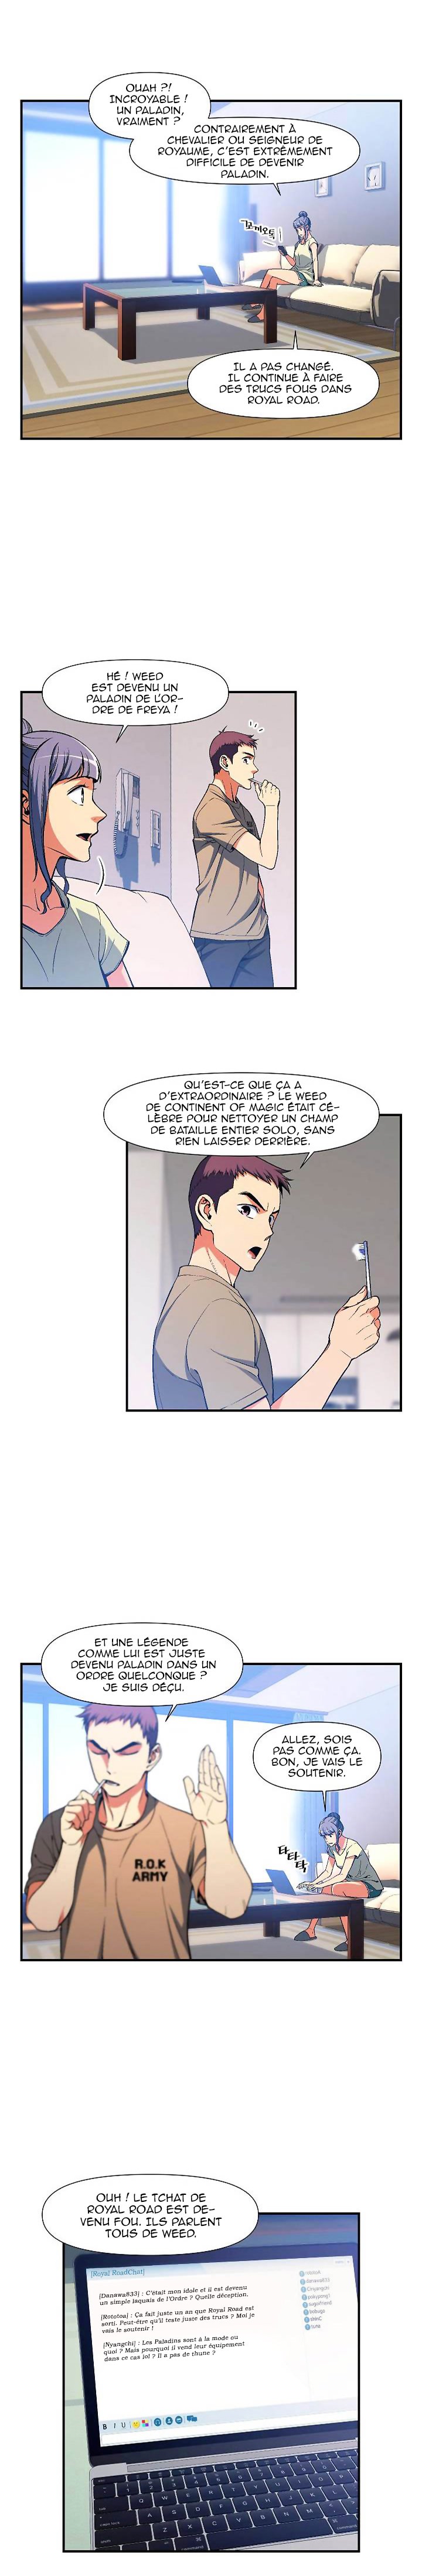 OUAH ?!
INCROYABLE !
UN PALADIN,
VRAIMENT ?
CONTRAIREMENT À
CHEVALIER OU SEIGNEUR DE
ROYAUME, C'EST EXTRÊMEMENT
DIFFICILE DE DEVENIR
PALADIN.
IL A PAS CHANGÉ.
IL CONTINUE À FAIRE
DES TRUCS FOUS DANS
ROYAL ROAD.
HÉ ! WEED
EST DEVENU UN
PALADIN DE L'OR-
DRE DE FREYA !
QU'EST-CE QUE ÇA A
D'EXTRAORDINAIRE ? LE WEED
DE CONTINENT OF MAGIC ÉTAIT CÉ-
LÈBRE POUR NETTOYER UN CHAMP
DE BATAILLE ENTIER SOLO, SANS
RIEN LAISSER DERRIÈRE.
ET UNE LÉGENDE
COMME LUI EST JUSTE
DEVENU PALADIN DANS UN
ORDRE QUELCONQUE ?
JE SUIS DÉÇU.
ALLEZ, SOIS
PAS COMME ÇA.
BON, JE VAIS LE
SOUTENIR.
R.O.K
ARMY
타타탁
OUH ! LE TCHAT DE
ROYAL ROAD EST DE-
VENU FOU. ILS PARLENT
TOUS DE WEED.
[Royal RoadChat]
[Danawa833] : C'était mon idole et il est devenu
un simple laquais de l'Ordre ? Quelle déception.
[Rototoa] : Ça fait juste un an que Royal Road est
sorti. Peut-être qu'il teste juste des trucs ? Moi je
vais le soutenir !
[Nyangchi] : Les Paladins sont à la mode ou
quoi ? Mais pourquoi il vend leur équipement
dans ce cas lol ? Il a pas de thune ?
B I U